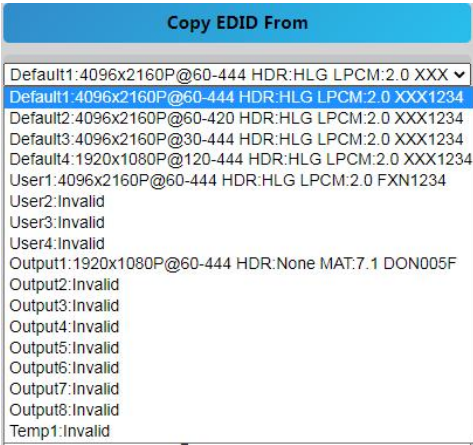 Copy EDID From
Default1:4096x2160P@60-444 HDR:HLG LPCM:2.0 XXX
Default1:4096x2160P@60-444 HDR:HLG LPCM:2.0 XXX1234
Default2:4096x2160P@60-420 HDR:HLG LPCM:2.0 XXX1234
Default3:4096x2160P@30-444 HDR:HLG LPCM:2.0 XXX1234
Default4:1920x1080P@120-444 HDR:HLG LPCM:2.0 XXX1234
User1:4096x2160P@60-444 HDR:HLG LPCM:2.0 FXN1234
User2:Invalid
User3:Invalid
User4:Invalid
Output1:1920x1080P@60-444 HDR:None MAT:7.1 DON005F
Output2:Invalid
Output3:Invalid
Output4:Invalid
Output5:Invalid
Output6:Invalid
Output7:Invalid
Output8:Invalid
Temp1:Invalid